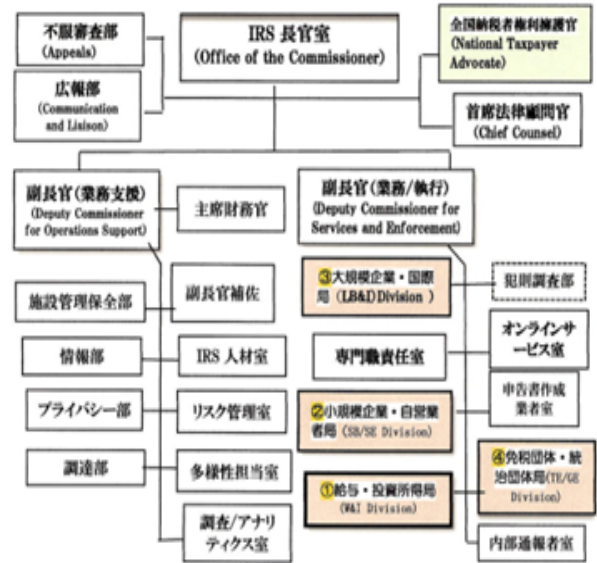 不服審査部
(Appeals)
IRS 長官室
(Office of the Commissioner)
全国納税者権利擁護官
(National Taxpayer
Advocate)
広報部
(Communication
and Liaison)
首席法律顧問官
(Chief Counsel)
副長官(業務支援)
(Deputy Commissioner
for Operations Support)
主席財務官
副長官(業務/執行)
(Deputy Commissioner for
Services and Enforcement)
③大規模企業・国際
局 (LB&I)Division )
犯則調査部
施設管理保全部
副長官補佐
オンラインサ
ービス室
情報部
IRS 人材室
専門職責任室
申告書作成
業者室
プライバシー部
リスク管理室
②小規模企業・自営業
者局 (SB/SE Division)
調達部
多様性担当室
①給与・投資所得局
(W&I Division)
④免税団体・統
治団体局(TE/GE
Division)
調査/アナリ
ティクス室
内部通報者室